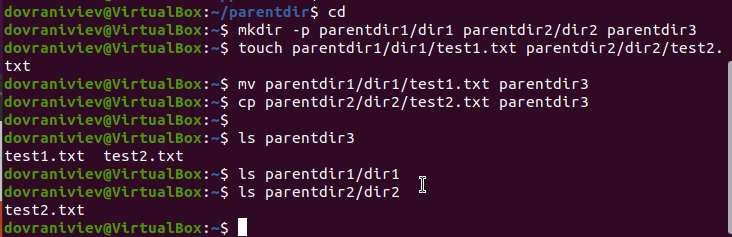 dovraniviev@VirtualBox:~/parentdir$ cd
dovraniviev@VirtualBox:~$ mkdir -p parentdir1/dir1 parentdir2/dir2 parentdir3
dovraniviev@VirtualBox:~$ touch parentdir1/dir1/test1.txt parentdir2/dir2/test2.
txt
dovraniviev@VirtualBox:~$ mv parentdir1/dir1/test1.txt parentdir3
dovraniviev@VirtualBox:~$ cp parentdir2/dir2/test2.txt parentdir3
dovraniviev@VirtualBox:~$
dovraniviev@VirtualBox:~$ ls parentdir3
test1.txt  test2.txt
dovraniviev@VirtualBox:~$ ls parentdir1/dir1
dovraniviev@VirtualBox:~$ ls parentdir2/dir2
test2.txt
dovraniviev@VirtualBox:~$